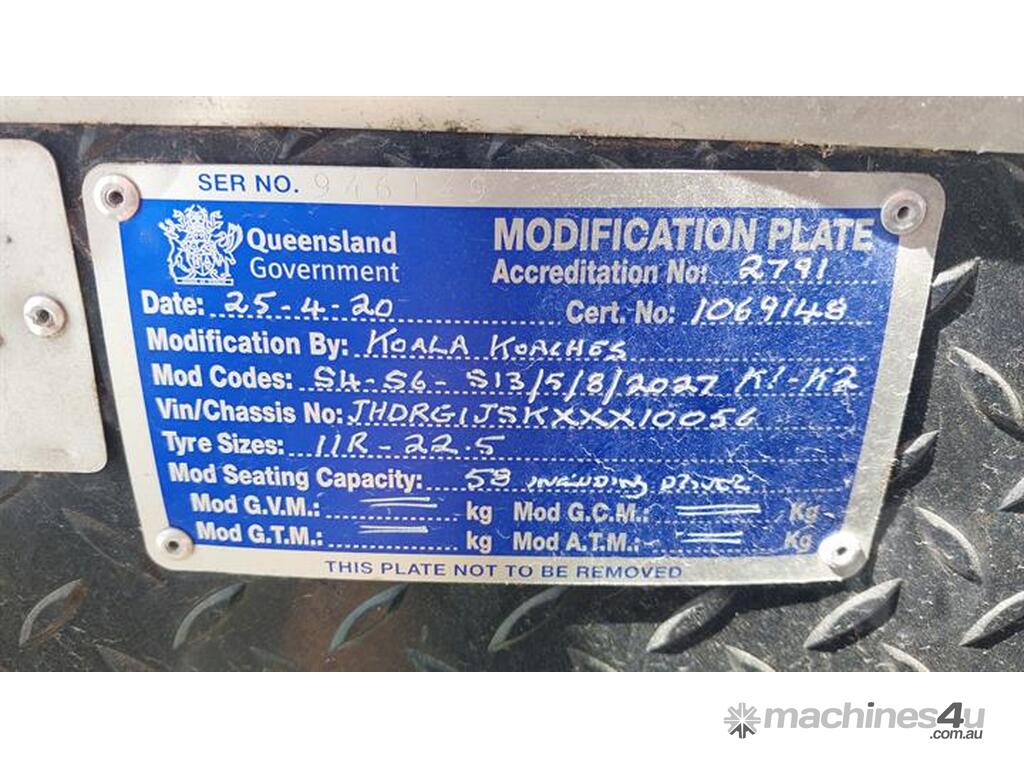 SER NO.
Queensland
Government
MODIFICATION PLATE
Accreditation No: 2791
Date: 25-4-20 Cert. No: 1069148
Modification By: KOALA KOACHES
Mod Codes: S4-S6-S13/5/8/2027 K1-K2
Vin/Chassis No: JHDRG1JSKXXX10056
Tyre Sizes: 11R-22.5
Mod Seating Capacity: 58 INCLUDING DRIVER
Mod G.V.M.: kg Mod G.C.M.: Kg
Mod G.T.M.: kg Mod A.T.M.: Kg
THIS PLATE NOT TO BE REMOVED
machines4u
.com.au